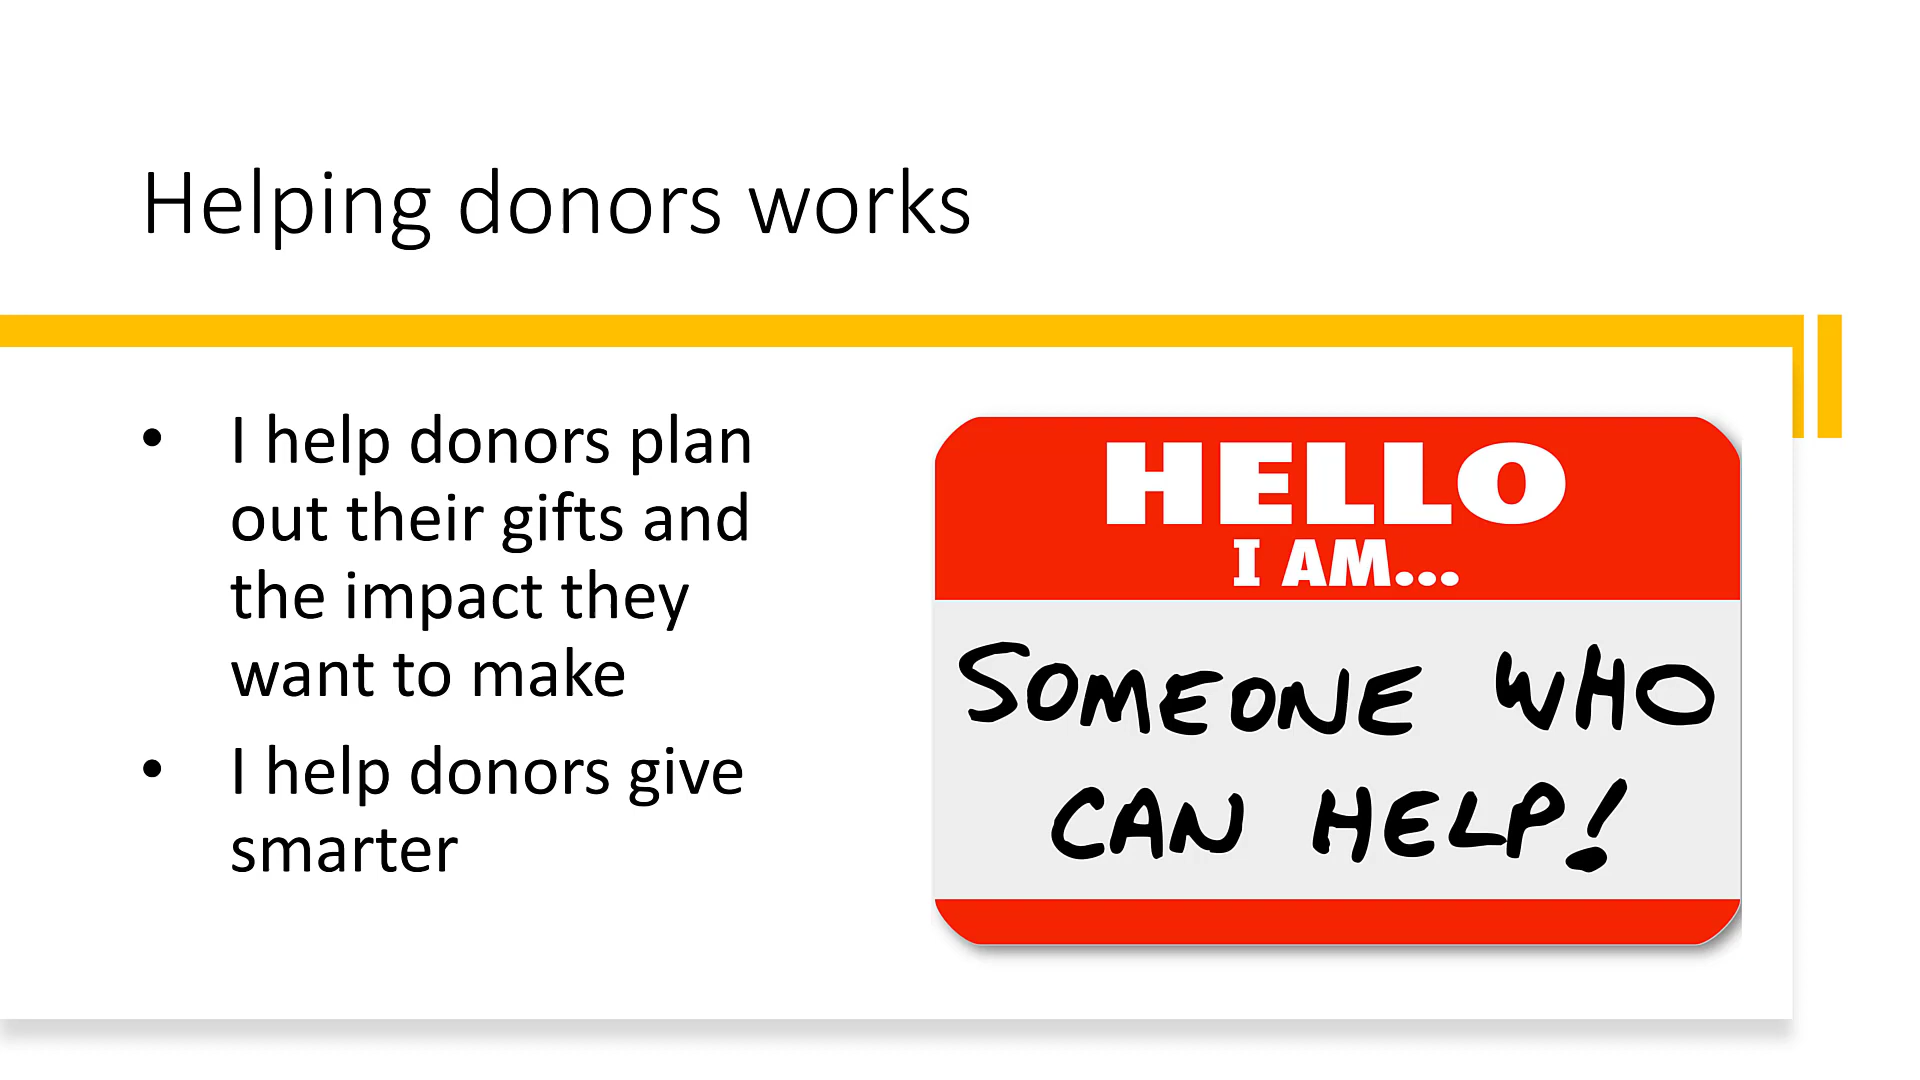 Helping donors works
• I help donors plan
out their gifts and
the impact they
want to make
• I help donors give
smarter
HELLO
I AM...
SOMEONE WHO
CAN HELP!